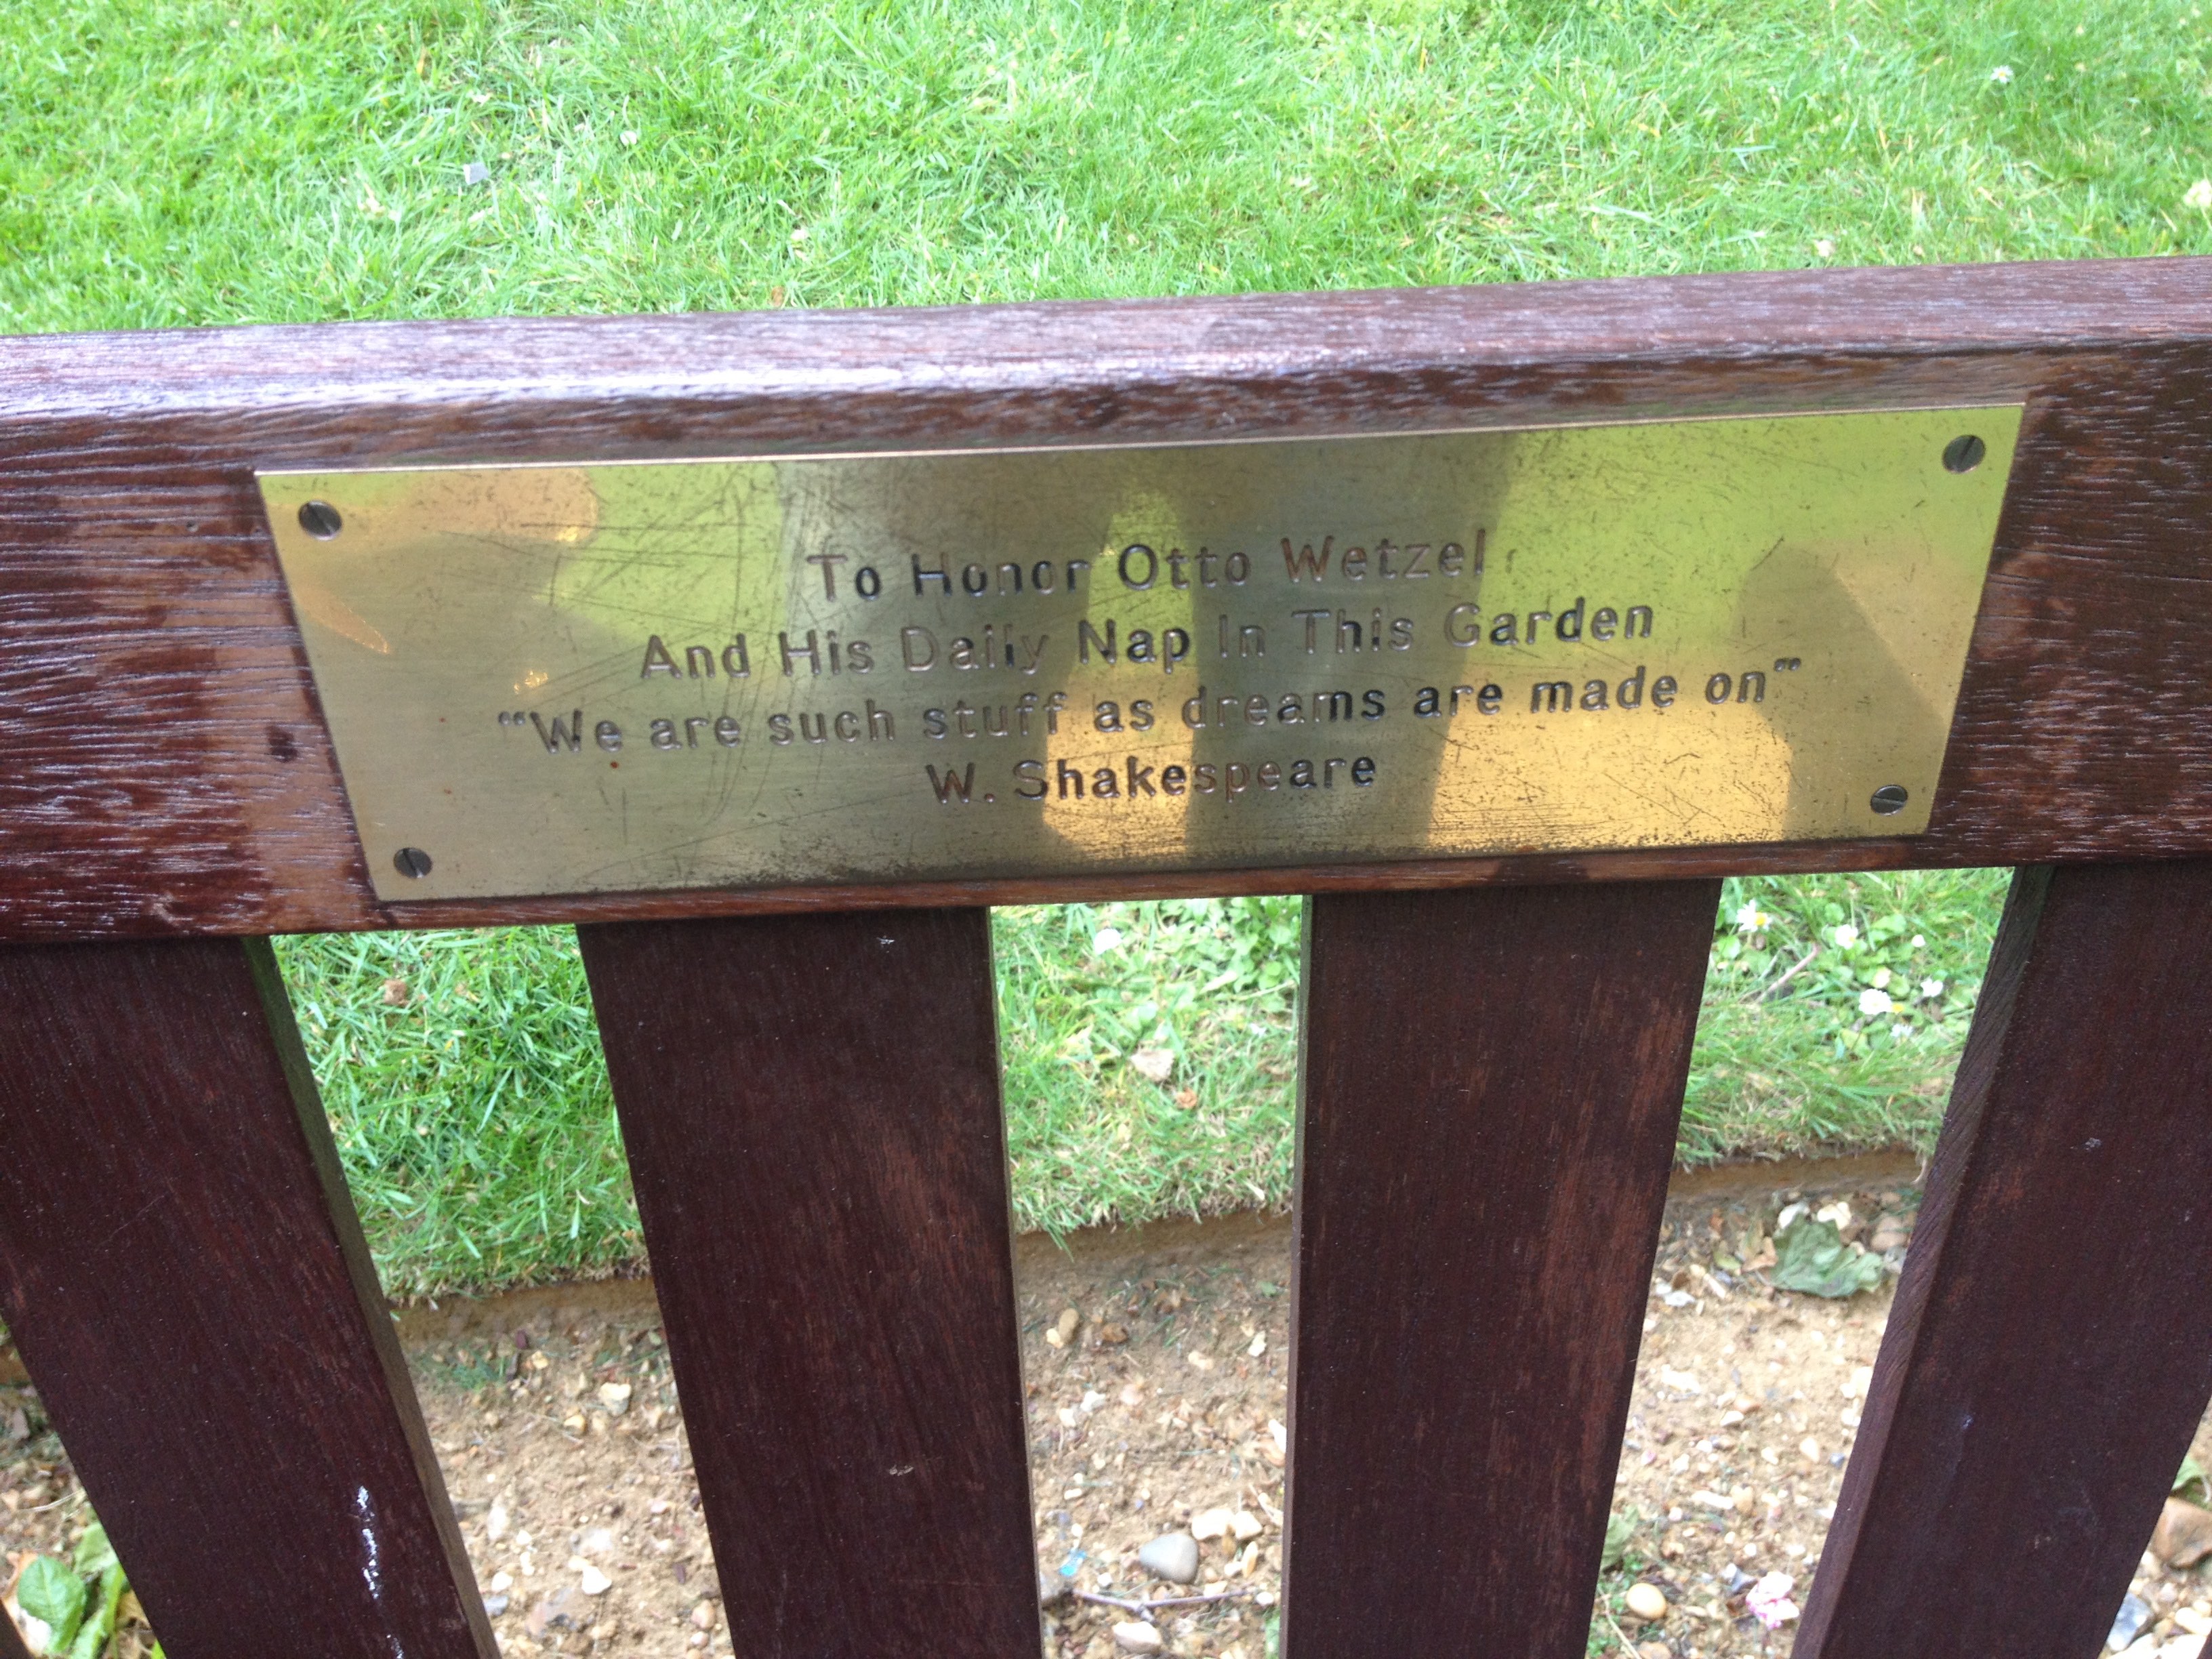 To Honor Otto Wetzel
And His Daily Nap In This Garden
"We are such stuff as dreams are made on"
W. Shakespeare